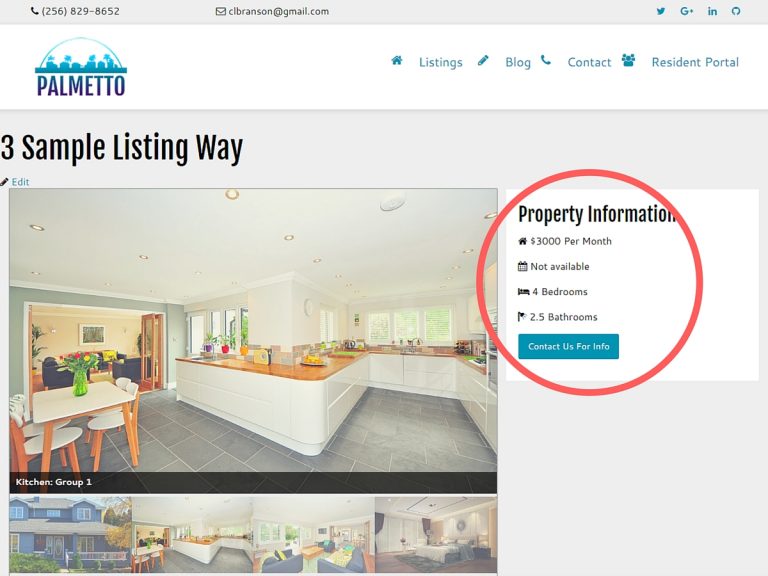 (256) 829-8652
clbranson@gmail.com
PALMETTO
Listings
Blog
Contact
Resident Portal
3 Sample Listing Way
Edit
Property Information
$3000 Per Month
Not available
4 Bedrooms
2.5 Bathrooms
Contact Us For Info
Kitchen: Group 1